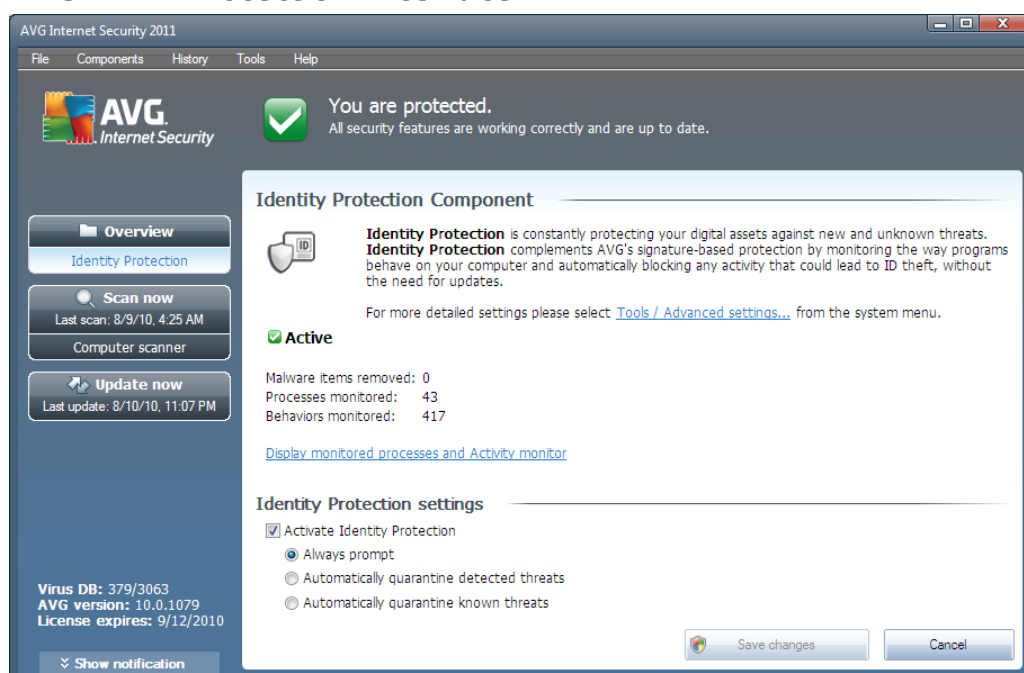 AVG Internet Security 2011
File Components History Tools Help
AVG.
Internet Security
You are protected.
All security features are working correctly and are up to date.
Overview
Identity Protection
Scan now
Last scan: 8/9/10, 4:25 AM
Computer scanner
Update now
Last update: 8/10/10, 11:07 PM
Virus DB: 379/3063
AVG version: 10.0.1079
License expires: 9/12/2010
Show notification
Identity Protection Component
ID
Identity Protection is constantly protecting your digital assets against new and unknown threats.
Identity Protection complements AVG's signature-based protection by monitoring the way programs
behave on your computer and automatically blocking any activity that could lead to ID theft, without
the need for updates.
For more detailed settings please select Tools / Advanced settings... from the system menu.
Active
Malware items removed: 0
Processes monitored: 43
Behaviors monitored: 417
Display monitored processes and Activity monitor
Identity Protection settings
Activate Identity Protection
Always prompt
Automatically quarantine detected threats
Automatically quarantine known threats
Save changes
Cancel